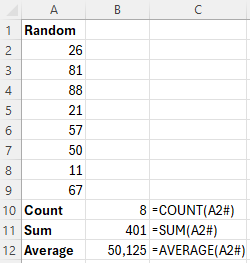 A B C
1 Random
2 26
3 81
4 88
5 21
6 57
7 50
8 11
9 67
10 Count 8 =COUNT(A2#)
11 Sum 401 =SUM(A2#)
12 Average 50,125 =AVERAGE(A2#)